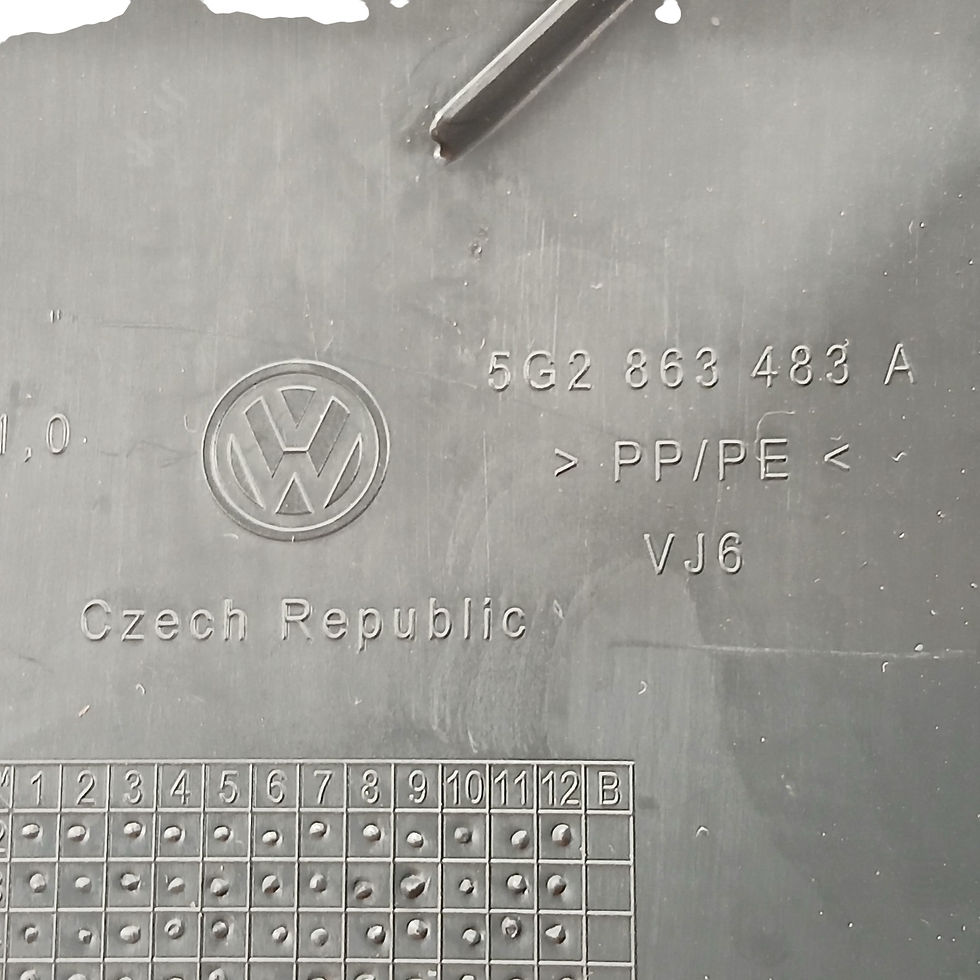 5G2 863 483 A
1,0
> PP/PE <
VJ6
Czech Republic
1 2 3 4 5 6 7 8 9 10 11 12 B